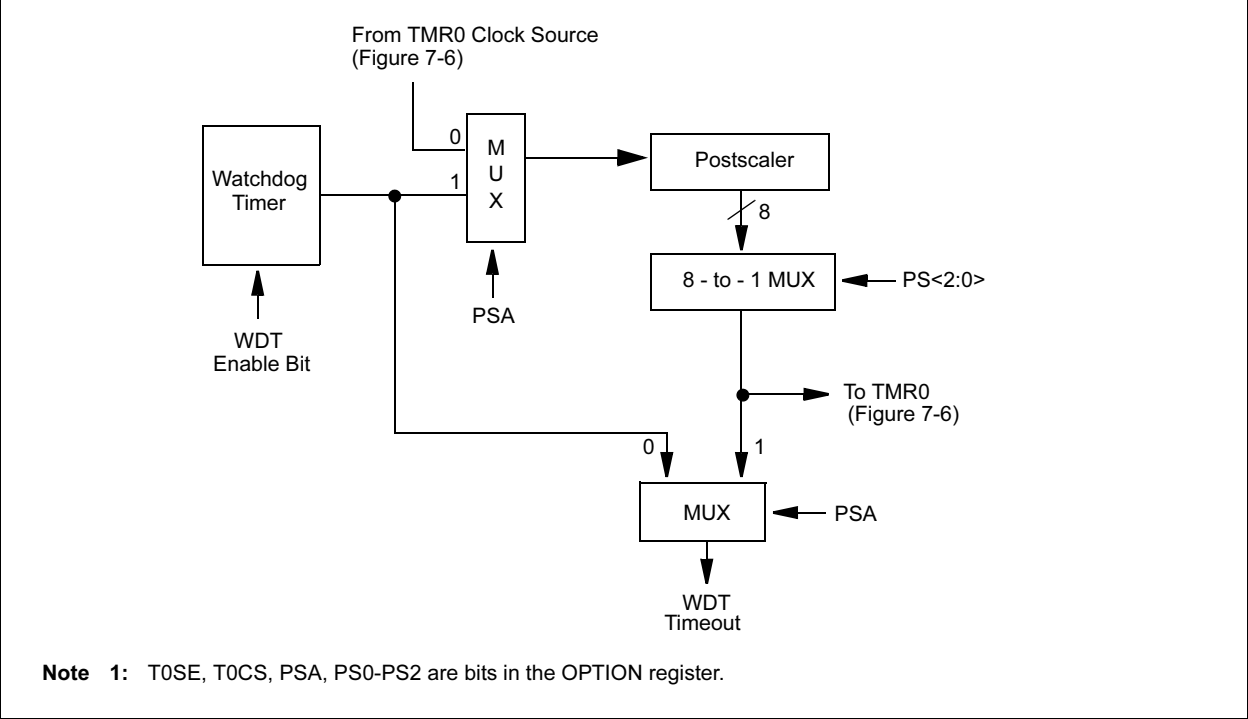 From TMR0 Clock Source
(Figure 7-6)
0
M
U
X
1
Watchdog
Timer
Postscaler
8
8 - to - 1 MUX
PS<2:0>
PSA
WDT
Enable Bit
To TMR0
(Figure 7-6)
0
1
MUX
PSA
WDT
Timeout
Note 1: T0SE, T0CS, PSA, PS0-PS2 are bits in the OPTION register.